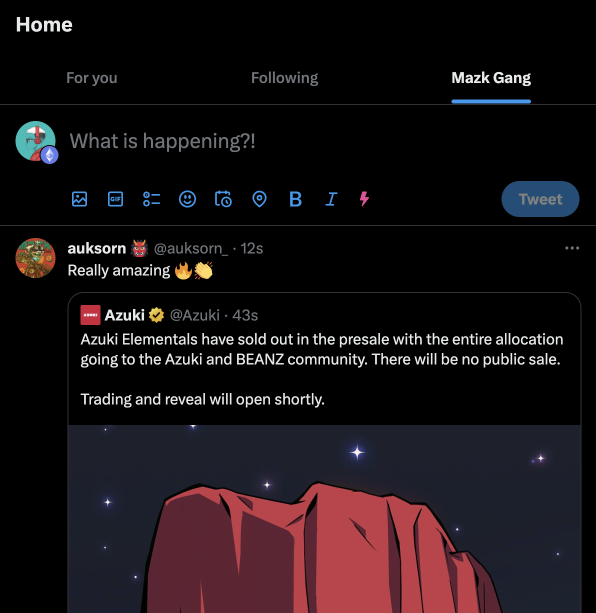 Home
For you
Following
Mazk Gang
What is happening?!
GIF
B
I
Tweet
auksorn 👹 @auksorn_ · 12s
Really amazing 🔥👏
AZUKI
Azuki @Azuki · 43s
Azuki Elementals have sold out in the presale with the entire allocation
going to the Azuki and BEANZ community. There will be no public sale.
Trading and reveal will open shortly.